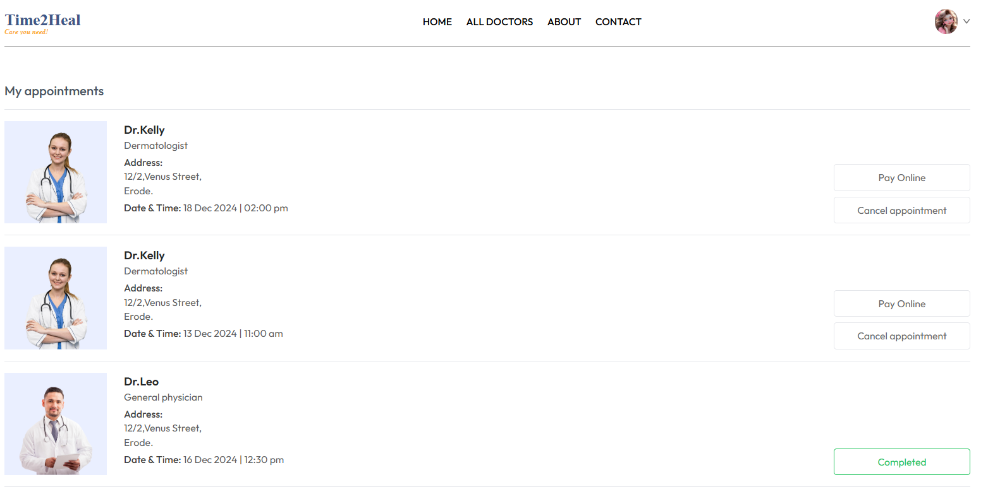 Time2Heal
Care you need!
HOME ALL DOCTORS ABOUT CONTACT
My appointments
Dr.Kelly
Dermatologist
Address:
12/2,Venus Street,
Erode.
Date & Time: 18 Dec 2024 | 02:00 pm
Pay Online
Cancel appointment
Dr.Kelly
Dermatologist
Address:
12/2,Venus Street,
Erode.
Date & Time: 13 Dec 2024 | 11:00 am
Pay Online
Cancel appointment
Dr.Leo
General physician
Address:
12/2,Venus Street,
Erode.
Date & Time: 16 Dec 2024 | 12:30 pm
Completed